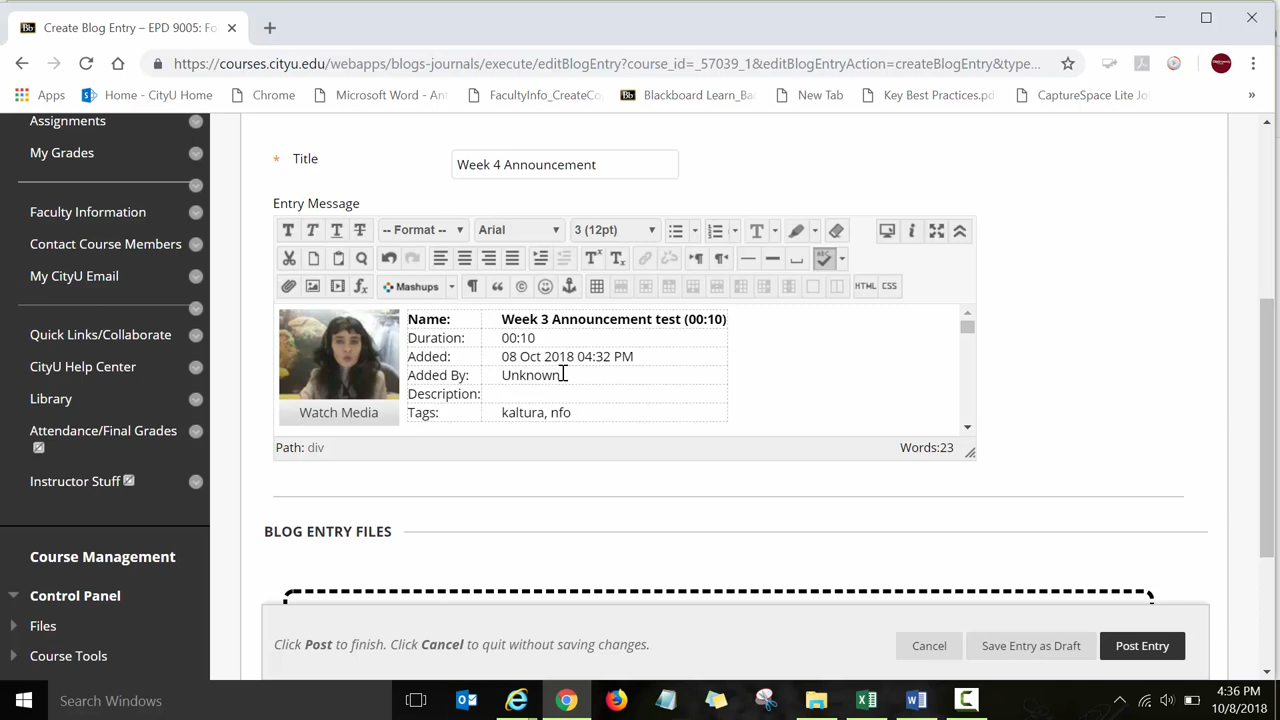 Create Blog Entry – EPD 9005: Fo
https://courses.cityu.edu/webapps/blogs-journals/execute/editBlogEntry?course_id=_57039_1&editBlogEntryAction=createBlogEntry&type...
Apps
Home - CityU Home
Chrome
Microsoft Word - Ant
FacultyInfo_CreateCo
Blackboard Learn_Ba
New Tab
Key Best Practices.pd
CaptureSpace Lite Jo
»
Assignments
My Grades
Faculty Information
Contact Course Members
My CityU Email
Quick Links/Collaborate
CityU Help Center
Library
Attendance/Final Grades
Instructor Stuff
Course Management
Control Panel
Files
Course Tools
* Title
Week 4 Announcement
Entry Message
T T T T -- Format -- Arial 3 (12pt)
Mashups
HTML CSS
Name: Week 3 Announcement test (00:10)
Duration: 00:10
Added: 08 Oct 2018 04:32 PM
Added By: Unknown
Description:
Tags: kaltura, nfo
Watch Media
Path: div
Words:23
BLOG ENTRY FILES
Click Post to finish. Click Cancel to quit without saving changes.
Cancel
Save Entry as Draft
Post Entry
Search Windows
4:36 PM
10/8/2018